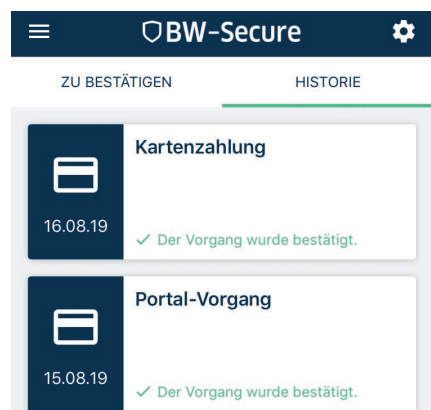 BW-Secure
ZU BESTÄTIGEN HISTORIE
Kartenzahlung
16.08.19
Der Vorgang wurde bestätigt.
Portal-Vorgang
15.08.19
Der Vorgang wurde bestätigt.